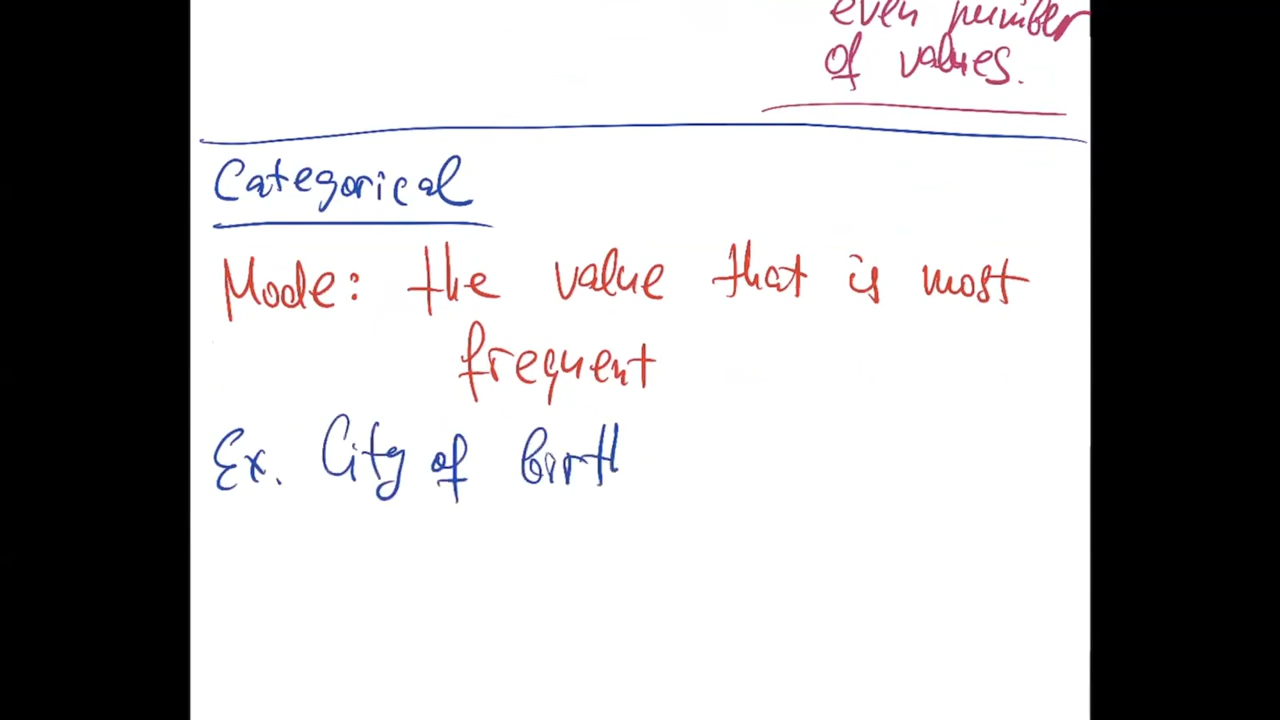 even number
of values.
Categorical
Mode: the value that is most
frequent
Ex. City of birth